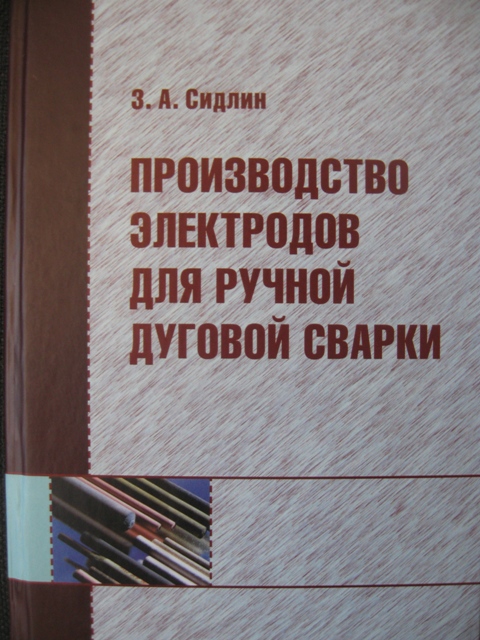 З. А. Сидлин
ПРОИЗВОДСТВО
ЭЛЕКТРОДОВ
ДЛЯ РУЧНОЙ
ДУГОВОЙ СВАРКИ